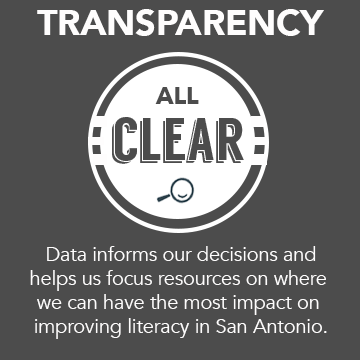 TRANSPARENCY
ALL
CLEAR
Data informs our decisions and
helps us focus resources on where
we can have the most impact on
improving literacy in San Antonio.